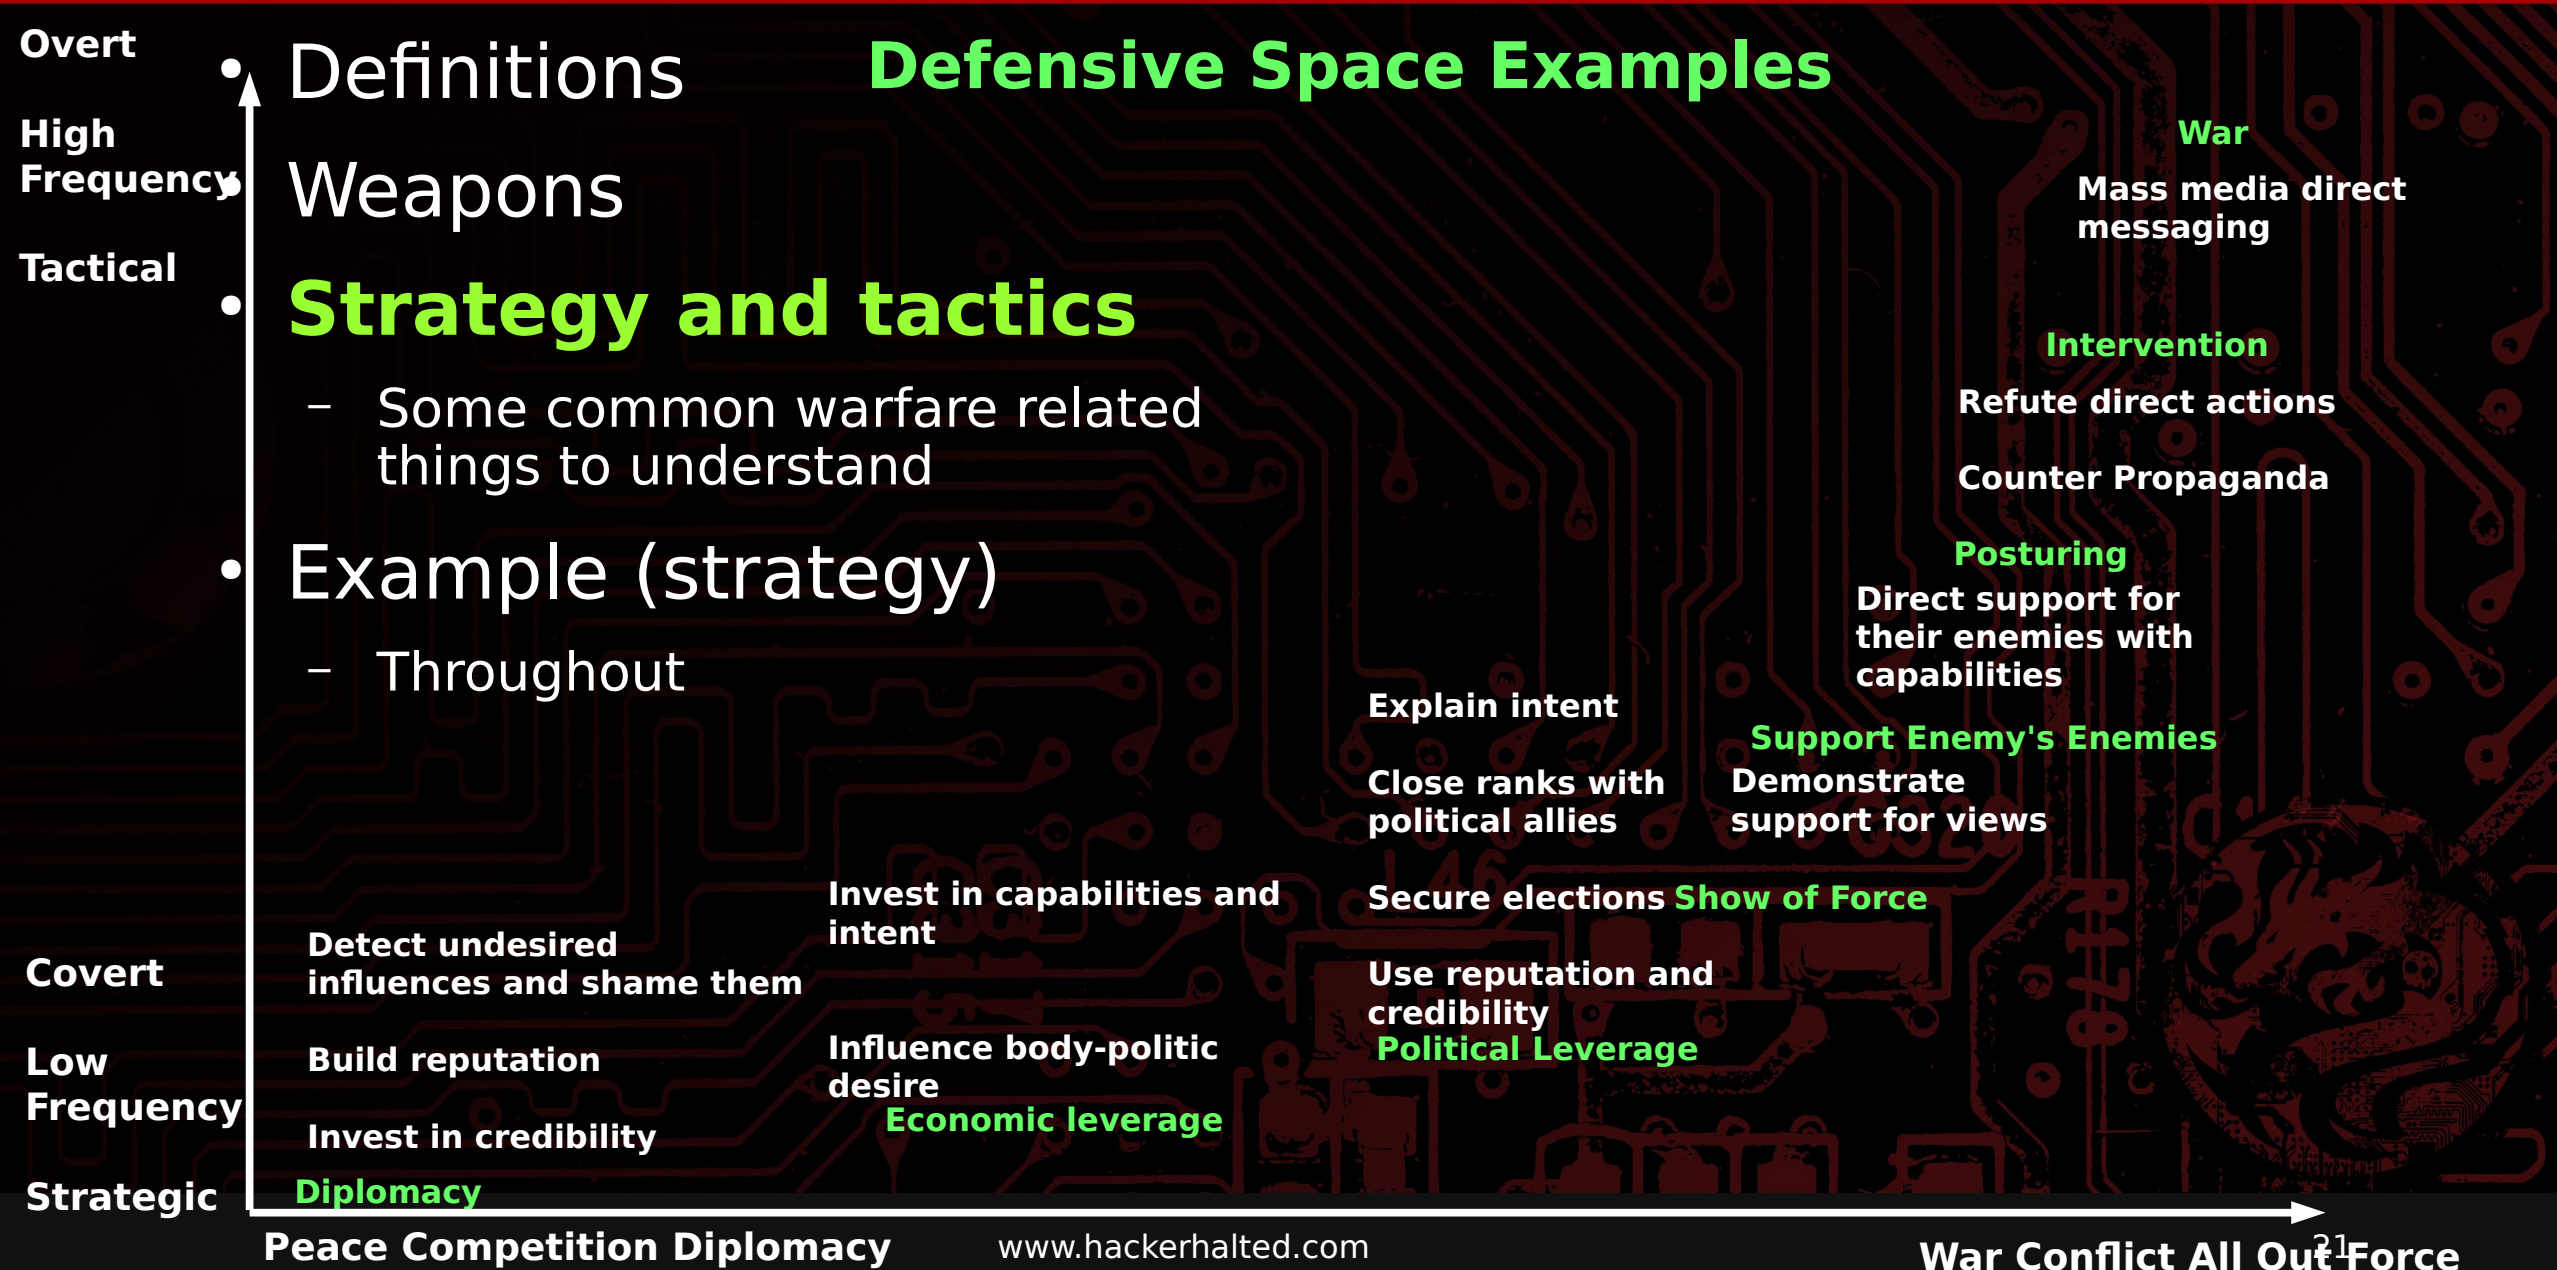 Overt
High
Frequency
Tactical
Covert
Low
Frequency
Strategic
Defensive Space Examples
• Definitions
• Weapons
• Strategy and tactics
– Some common warfare related
things to understand
• Example (strategy)
– Throughout
War
Mass media direct
messaging
Intervention
Refute direct actions
Counter Propaganda
Posturing
Direct support for
their enemies with
capabilities
Support Enemy's Enemies
Demonstrate
support for views
Show of Force
Explain intent
Close ranks with
political allies
Secure elections
Use reputation and
credibility
Political Leverage
Invest in capabilities and
intent
Influence body-politic
desire
Economic leverage
Detect undesired
influences and shame them
Build reputation
Invest in credibility
Diplomacy
Peace Competition Diplomacy
www.hackerhalted.com
21
War Conflict All Out Force
L46
R178